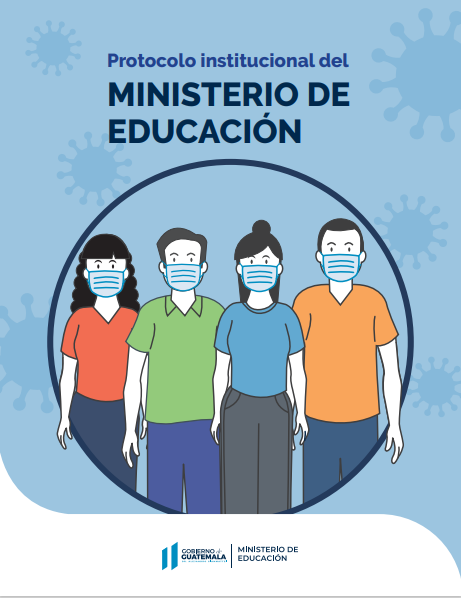 Protocolo institucional del
MINISTERIO DE
EDUCACIÓN
GOBIERNO de
GUATEMALA
MINISTERIO DE
EDUCACIÓN